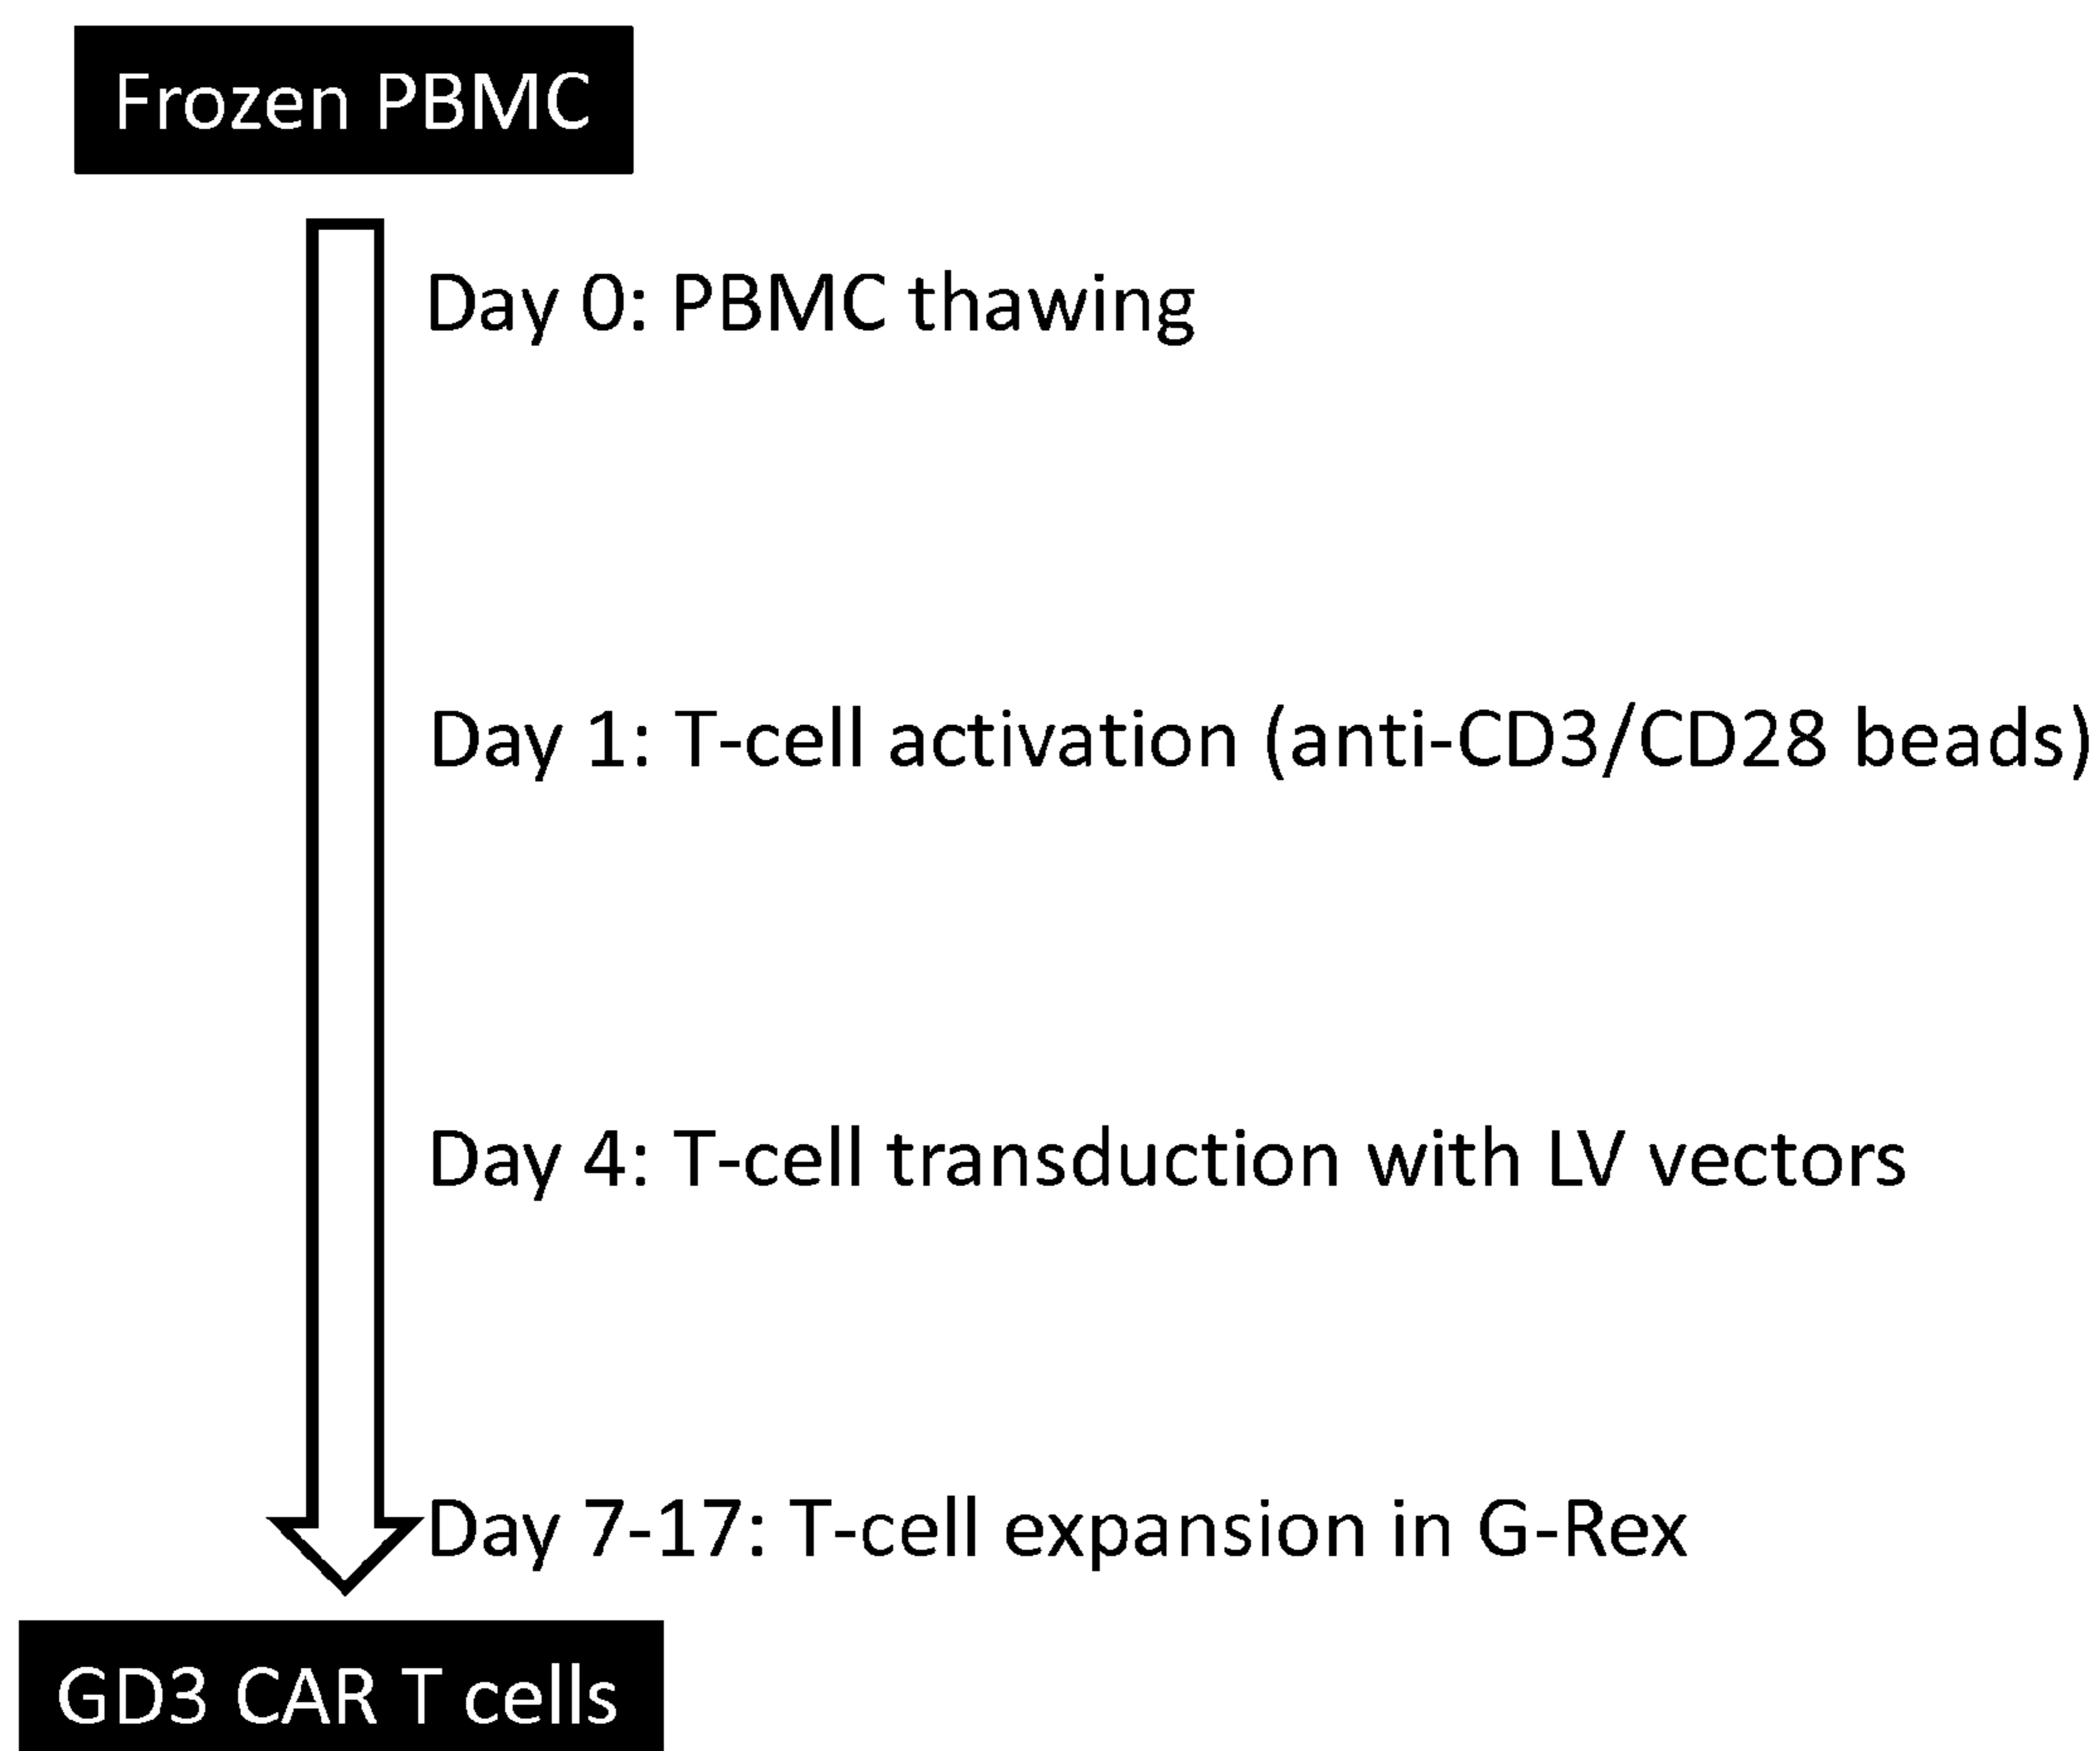 Frozen PBMC
Day 0: PBMC thawing
Day 1: T-cell activation (anti-CD3/CD28 beads)
Day 4: T-cell transduction with LV vectors
Day 7-17: T-cell expansion in G-Rex
GD3 CAR T cells